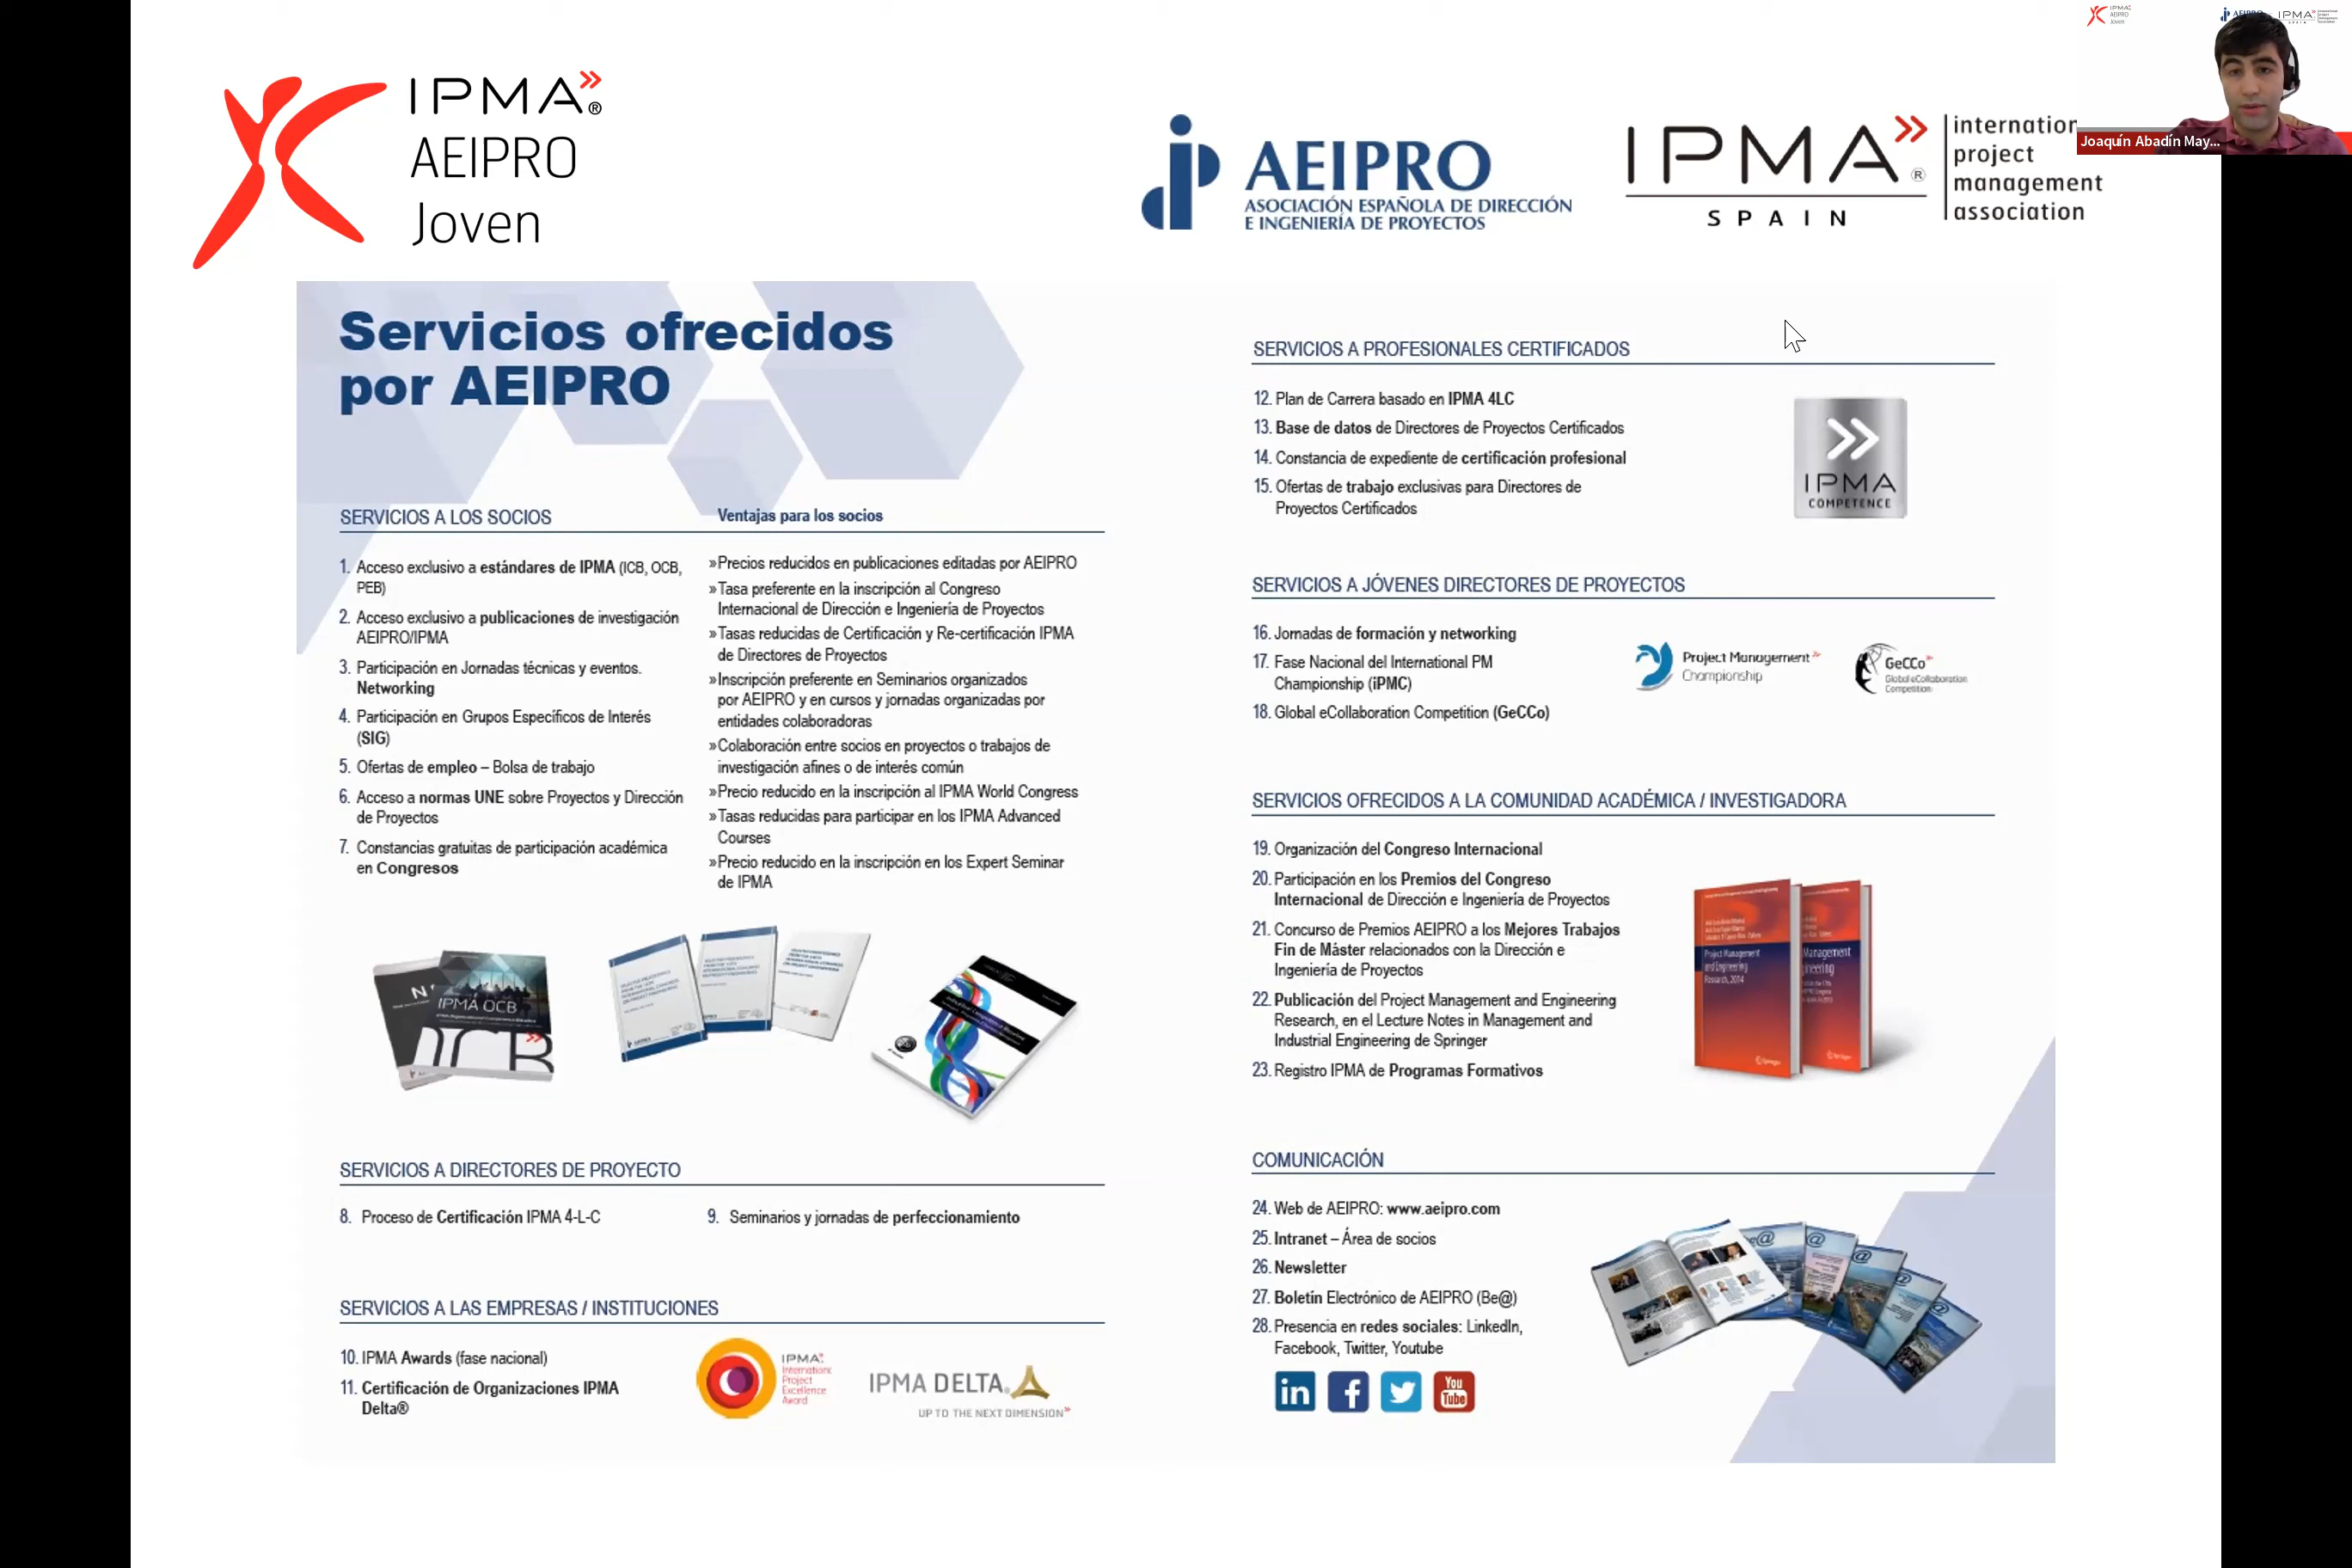 IPMA®
AEIPRO
Joven
AEIPRO
ASOCIACIÓN ESPAÑOLA DE DIRECCIÓN
E INGENIERÍA DE PROYECTOS
IPMA®
SPAIN
project
management
association
Joaquín Abadín May...
Servicios ofrecidos
por AEIPRO
SERVICIOS A LOS SOCIOS
1. Acceso exclusivo a estándares de IPMA (ICB, OCB,
PEB)
2. Acceso exclusivo a publicaciones de investigación
AEIPRO/IPMA
3. Participación en Jornadas técnicas y eventos.
Networking
4. Participación en Grupos Específicos de Interés
(SIG)
5. Ofertas de empleo – Bolsa de trabajo
6. Acceso a normas UNE sobre Proyectos y Dirección
de Proyectos
7. Constancias gratuitas de participación académica
en Congresos
Ventajas para los socios
» Precios reducidos en publicaciones editadas por AEIPRO
» Tasa preferente en la inscripción al Congreso
Internacional de Dirección e Ingeniería de Proyectos
» Tasas reducidas de Certificación y Re-certificación IPMA
de Directores de Proyectos
» Inscripción preferente en Seminarios organizados
por AEIPRO y en cursos y jornadas organizadas por
entidades colaboradoras
» Colaboración entre socios en proyectos o trabajos de
investigación afines o de interés común
» Precio reducido en la inscripción al IPMA World Congress
» Tasas reducidas para participar en los IPMA Advanced
Courses
» Precio reducido en la inscripción en los Expert Seminar
de IPMA
IPMA OCB
SERVICIOS A DIRECTORES DE PROYECTO
8. Proceso de Certificación IPMA 4-L-C
9. Seminarios y jornadas de perfeccionamiento
SERVICIOS A LAS EMPRESAS / INSTITUCIONES
10. IPMA Awards (fase nacional)
11. Certificación de Organizaciones IPMA
Delta®
IPMA
Project
Excellence
Award
IPMA DELTA®
UP TO THE NEXT DIMENSION
SERVICIOS A PROFESIONALES CERTIFICADOS
12. Plan de Carrera basado en IPMA 4LC
13. Base de datos de Directores de Proyectos Certificados
14. Constancia de expediente de certificación profesional
15. Ofertas de trabajo exclusivas para Directores de
Proyectos Certificados
IPMA
COMPETENCE
SERVICIOS A JÓVENES DIRECTORES DE PROYECTOS
16. Jornadas de formación y networking
17. Fase Nacional del International PM
Championship (iPMC)
18. Global eCollaboration Competition (GeCCo)
Project Management
Championship
GeCCo
Global eCollaboration
Competition
SERVICIOS OFRECIDOS A LA COMUNIDAD ACADÉMICA / INVESTIGADORA
19. Organización del Congreso Internacional
20. Participación en los Premios del Congreso
Internacional de Dirección e Ingeniería de Proyectos
21. Concurso de Premios AEIPRO a los Mejores Trabajos
Fin de Máster relacionados con la Dirección e
Ingeniería de Proyectos
22. Publicación del Project Management and Engineering
Research, en el Lecture Notes in Management and
Industrial Engineering de Springer
23. Registro IPMA de Programas Formativos
Project Management
and Engineering
Research, 2014
Springer
COMUNICACIÓN
24. Web de AEIPRO: www.aeipro.com
25. Intranet – Área de socios
26. Newsletter
27. Boletín Electrónico de AEIPRO (Be@)
28. Presencia en redes sociales: LinkedIn,
Facebook, Twitter, Youtube
in
f
You
Tube